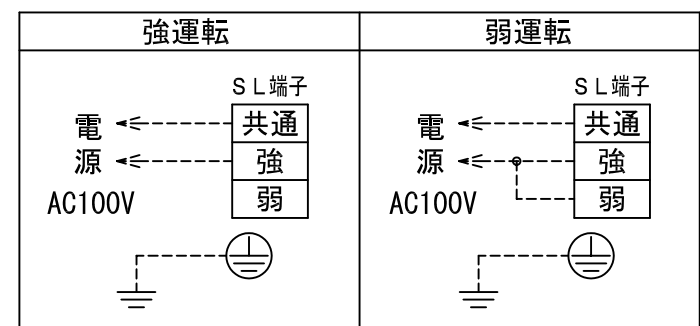 強運転
ＳＬ端子
電 共通
源 強
AC100V 弱
弱運転
ＳＬ端子
電 共通
源 強
AC100V 弱